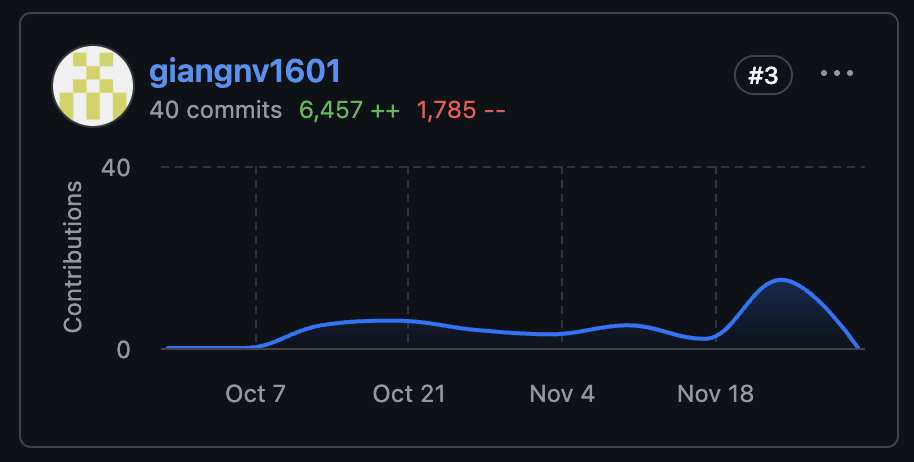 giangnv1601
#3
40 commits 6,457 ++ 1,785 --
Contributions
40
0
Oct 7 Oct 21 Nov 4 Nov 18